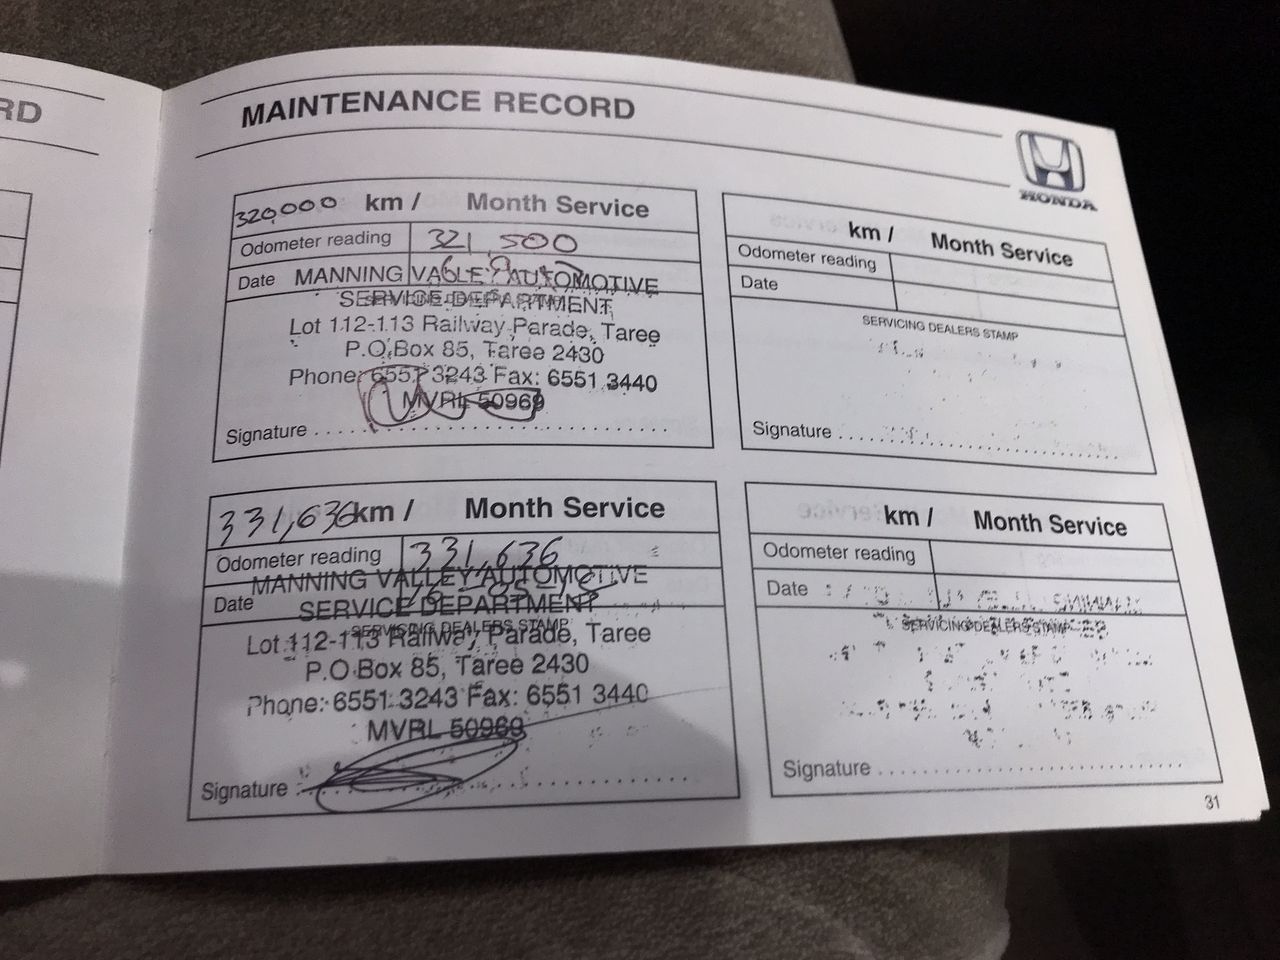 RD
MAINTENANCE RECORD
HONDA
320,000 km / Month Service
Odometer reading 321 500
Date
MANNING VALLEY AUTOMOTIVE
SERVICE DEPARTMENT
Lot 112-113 Railway Parade, Taree
P.O. Box 85, Taree 2430
Phone: 6551 3243 Fax: 6551 3440
MVRL 50969
Signature
km / Month Service
Odometer reading
Date
SERVICING DEALERS STAMP
Signature
331,636 km / Month Service
Odometer reading 331,636
Date
MANNING VALLEY AUTOMOTIVE
SERVICE DEPARTMENT
SERVICING DEALERS STAMP
Lot 112-113 Railway Parade, Taree
P.O. Box 85, Taree 2430
Phone: 6551 3243 Fax: 6551 3440
MVRL 50969
Signature
km / Month Service
Odometer reading
Date
SERVICING DEALERS STAMP
Signature
31